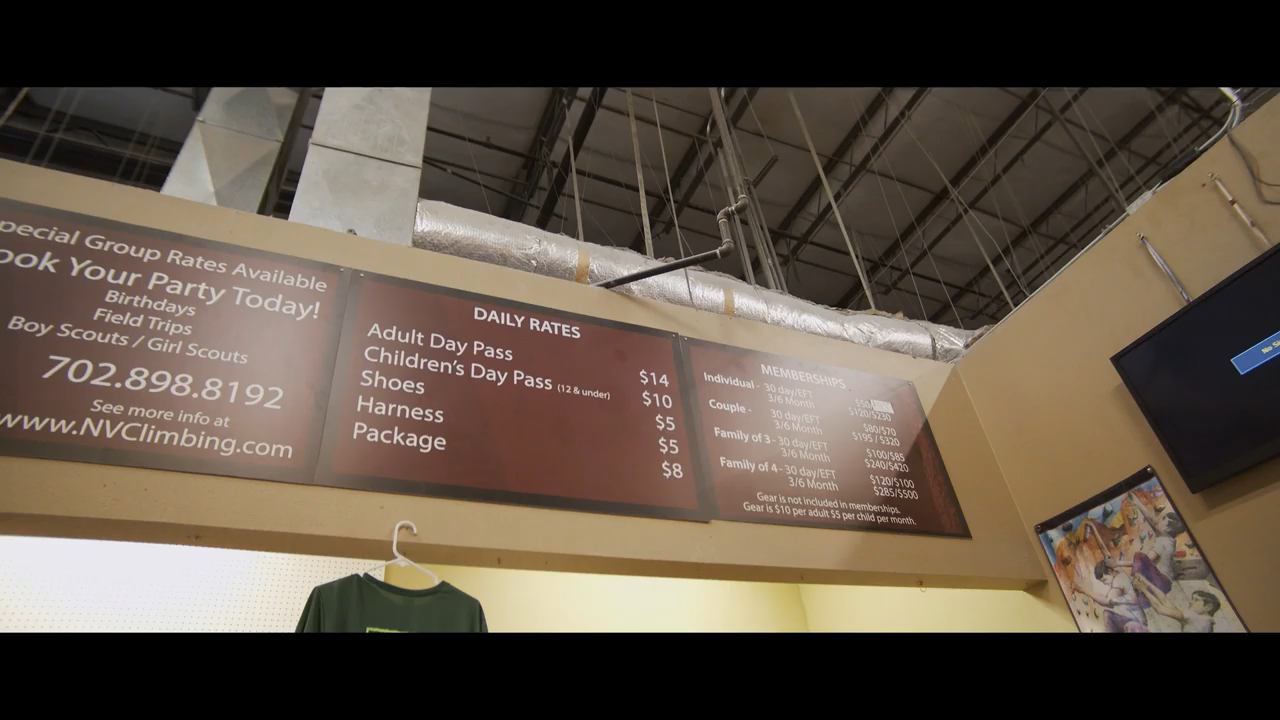 pecial Group Rates Available
ook Your Party Today!
Birthdays
Field Trips
Boy Scouts / Girl Scouts
702.898.8192
See more info at
www.NVClimbing.com
DAILY RATES
Adult Day Pass $14
Children's Day Pass (12 & under) $10
Shoes $5
Harness $5
Package $8
MEMBERSHIPS
Individual - 30 day/EFT
3/6 Month $120/$230
Couple - 30 day/EFT $80/$70
3/6 Month $195 / $320
Family of 3 - 30 day/EFT $100/$85
3/6 Month $240/$420
Family of 4 - 30 day/EFT $120/$100
3/6 Month $285/$500
Gear is not included in memberships.
Gear is $10 per adult $5 per child per month.
No